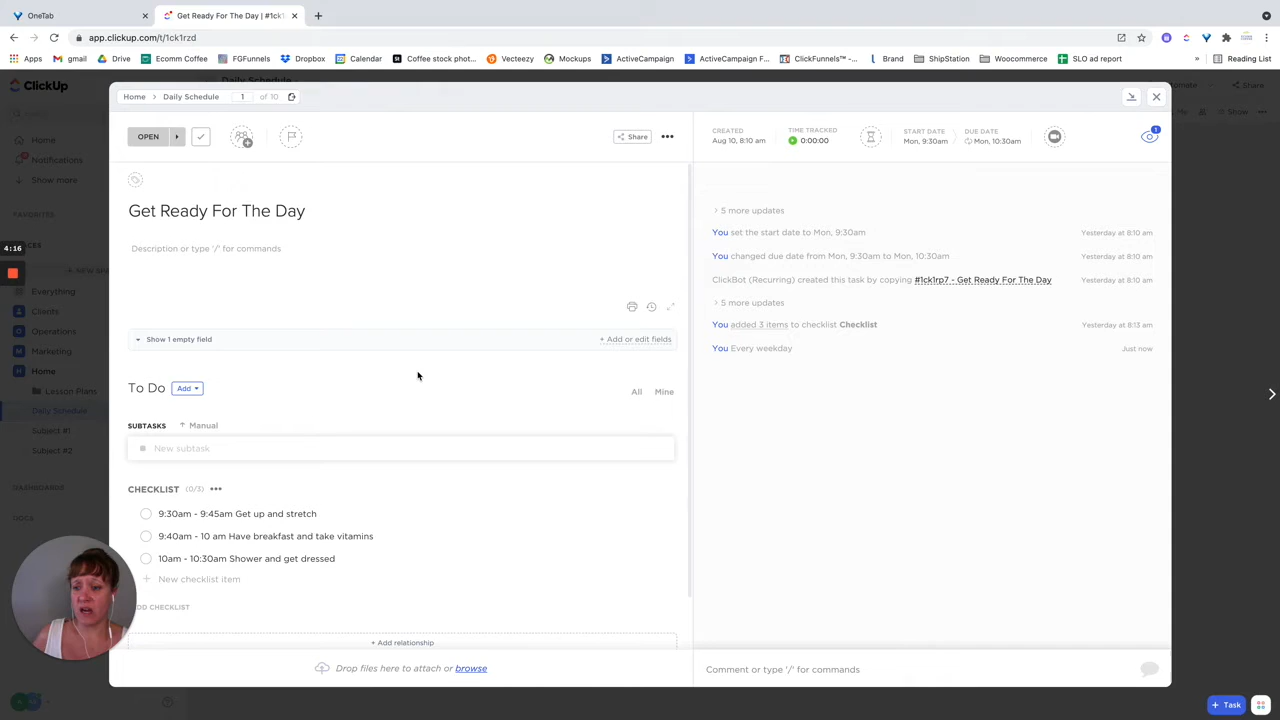 OneTab
Get Ready For The Day | #1ck1
app.clickup.com/t/1ck1rzd
Apps
gmail
Drive
Ecomm Coffee
FGFunnels
Dropbox
Calendar
Coffee stock phot...
Vecteezy
Mockups
ActiveCampaign
ActiveCampaign F...
ClickFunnels™ -...
Brand
ShipStation
Woocommerce
SLO ad report
Reading List
ClickUp
Daily Schedule
Share
Home > Daily Schedule 1 of 10
OPEN
Share
CREATED
Aug 10, 8:10 am
TIME TRACKED
0:00:00
START DATE
Mon, 9:30am
DUE DATE
Mon, 10:30am
1
Home
Notifications
Show more
Show
FAVORITES
4:16
Everything
Clients
Operations
Marketing
Home
Lesson Plans
Daily Schedule
Subject #1
Subject #2
DASHBOARDS
DOCS
Get Ready For The Day
Description or type '/' for commands
Show 1 empty field
+ Add or edit fields
To Do
Add
All
Mine
SUBTASKS
Manual
New subtask
CHECKLIST (0/3)
9:30am - 9:45am Get up and stretch
9:40am - 10 am Have breakfast and take vitamins
10am - 10:30am Shower and get dressed
New checklist item
DD CHECKLIST
+ Add relationship
Drop files here to attach or browse
> 5 more updates
You set the start date to Mon, 9:30am
Yesterday at 8:10 am
You changed due date from Mon, 9:30am to Mon, 10:30am
Yesterday at 8:10 am
ClickBot (Recurring) created this task by copying #1ck1rp7 - Get Ready For The Day
Yesterday at 8:10 am
> 5 more updates
You added 3 items to checklist Checklist
Yesterday at 8:13 am
You Every weekday
Just now
Comment or type '/' for commands
+ Task